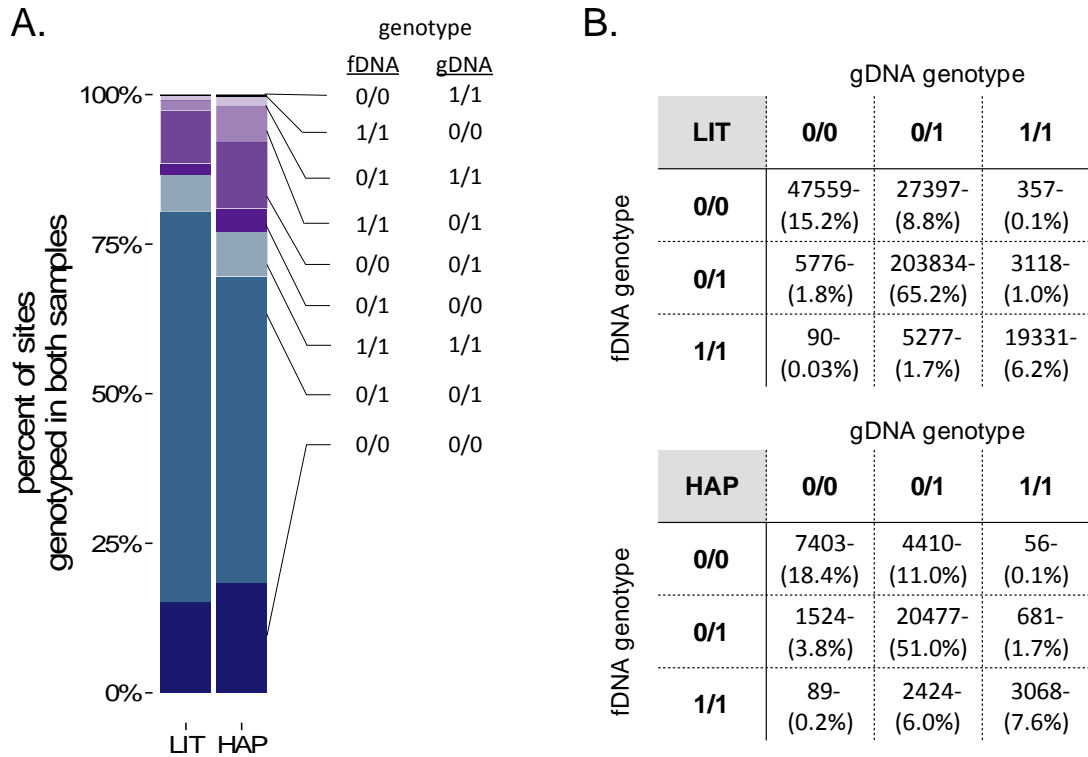 A.
genotype
fDNA gDNA
0/0 1/1
1/1 0/0
0/1 1/1
1/1 0/1
0/0 0/1
0/1 0/0
1/1 1/1
0/1 0/1
0/0 0/0
percent of sites
genotyped in both samples
100%
75%
50%
25%
0%
LIT HAP
B.
gDNA genotype
LIT 0/0 0/1 1/1
fDNA genotype
0/0 47559- 27397- 357-
(15.2%) (8.8%) (0.1%)
0/1 5776- 203834- 3118-
(1.8%) (65.2%) (1.0%)
1/1 90- 5277- 19331-
(0.03%) (1.7%) (6.2%)
gDNA genotype
HAP 0/0 0/1 1/1
fDNA genotype
0/0 7403- 4410- 56-
(18.4%) (11.0%) (0.1%)
0/1 1524- 20477- 681-
(3.8%) (51.0%) (1.7%)
1/1 89- 2424- 3068-
(0.2%) (6.0%) (7.6%)